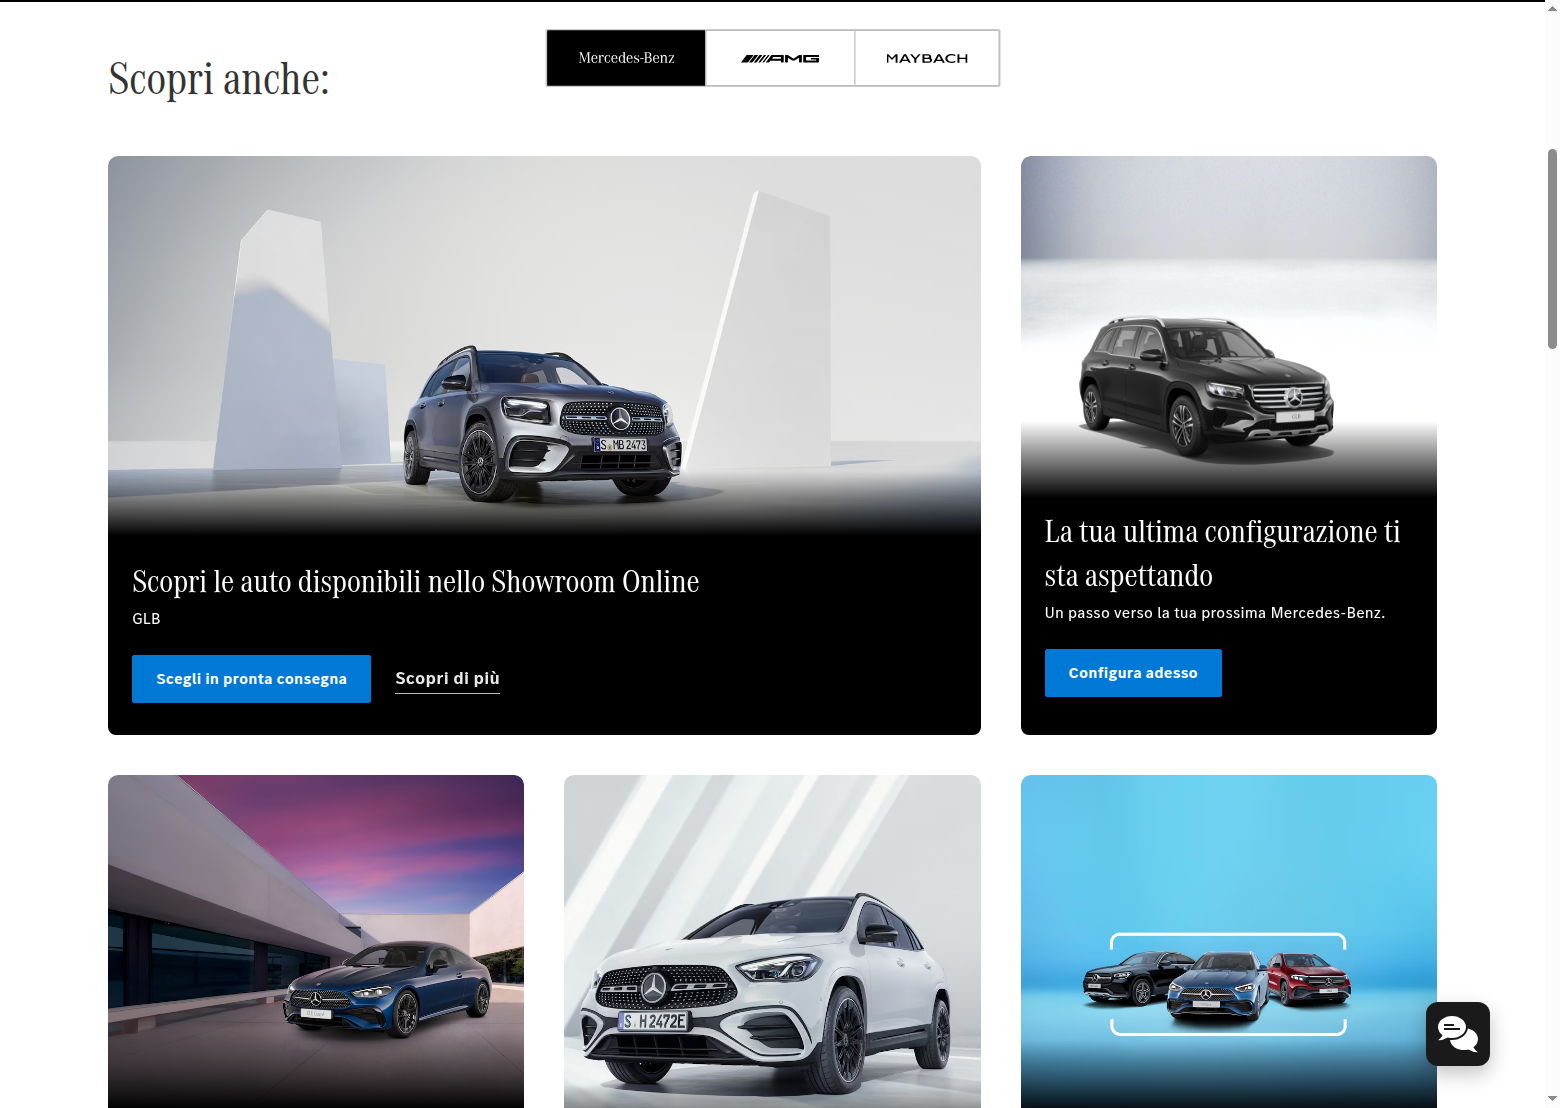 Scopri anche:
Mercedes-Benz
AMG
MAYBACH
S MB 2473
GLB
Scopri le auto disponibili nello Showroom Online
GLB
Scegli in pronta consegna
Scopri di più
La tua ultima configurazione ti
sta aspettando
Un passo verso la tua prossima Mercedes-Benz.
Configura adesso
S H 2472E